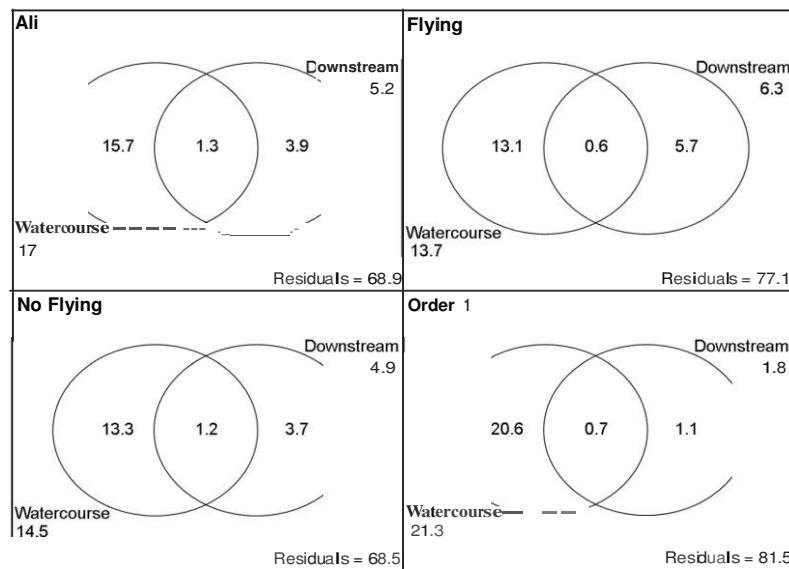 Ali
Downstream
5.2
15.7 1.3 3.9
Watercourse
17
Residuals = 68.9
Flying
Downstream
6.3
13.1 0.6 5.7
Watercourse
13.7
Residuals = 77.1
No Flying
Downstream
4.9
13.3 1.2 3.7
Watercourse
14.5
Residuals = 68.5
Order 1
Downstream
1.8
20.6 0.7 1.1
Watercourse
21.3
Residuals = 81.5